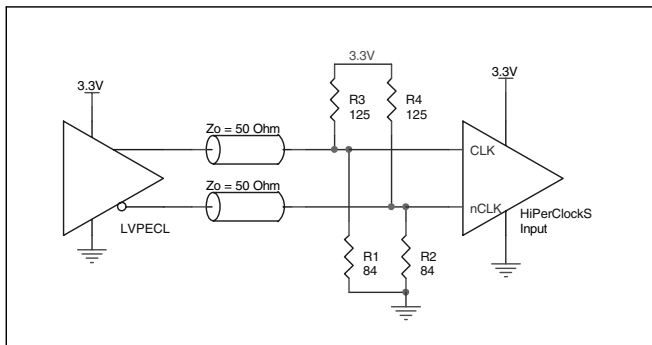 3.3V
3.3V
3.3V
R3
125
R4
125
Zo = 50 Ohm
CLK
Zo = 50 Ohm
nCLK
HiPerClockS
Input
LVPECL
R1
84
R2
84